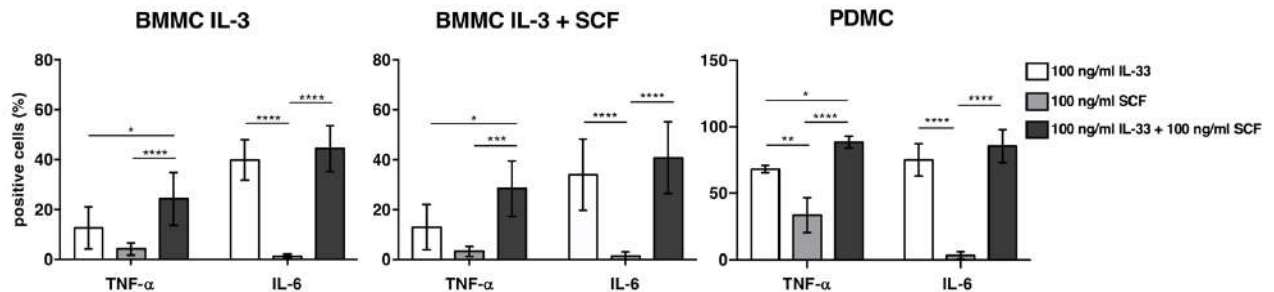 BMMC IL-3
BMMC IL-3 + SCF
PDMC
positive cells (%)
80
60
40
20
0
*
****
****
****
TNF-α
IL-6
80
60
40
20
0
*
***
****
****
TNF-α
IL-6
150
100
50
0
*
****
**
****
****
TNF-α
IL-6
100 ng/ml IL-33
100 ng/ml SCF
100 ng/ml IL-33 + 100 ng/ml SCF